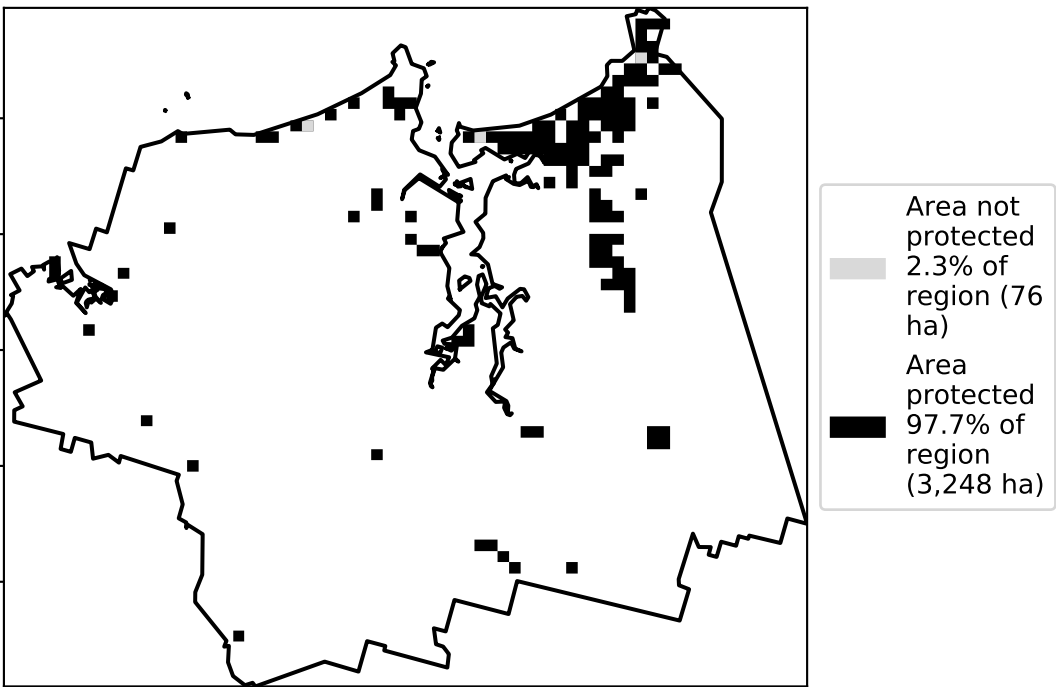 Area not
protected
2.3% of
region (76
ha)
Area
protected
97.7% of
region
(3,248 ha)